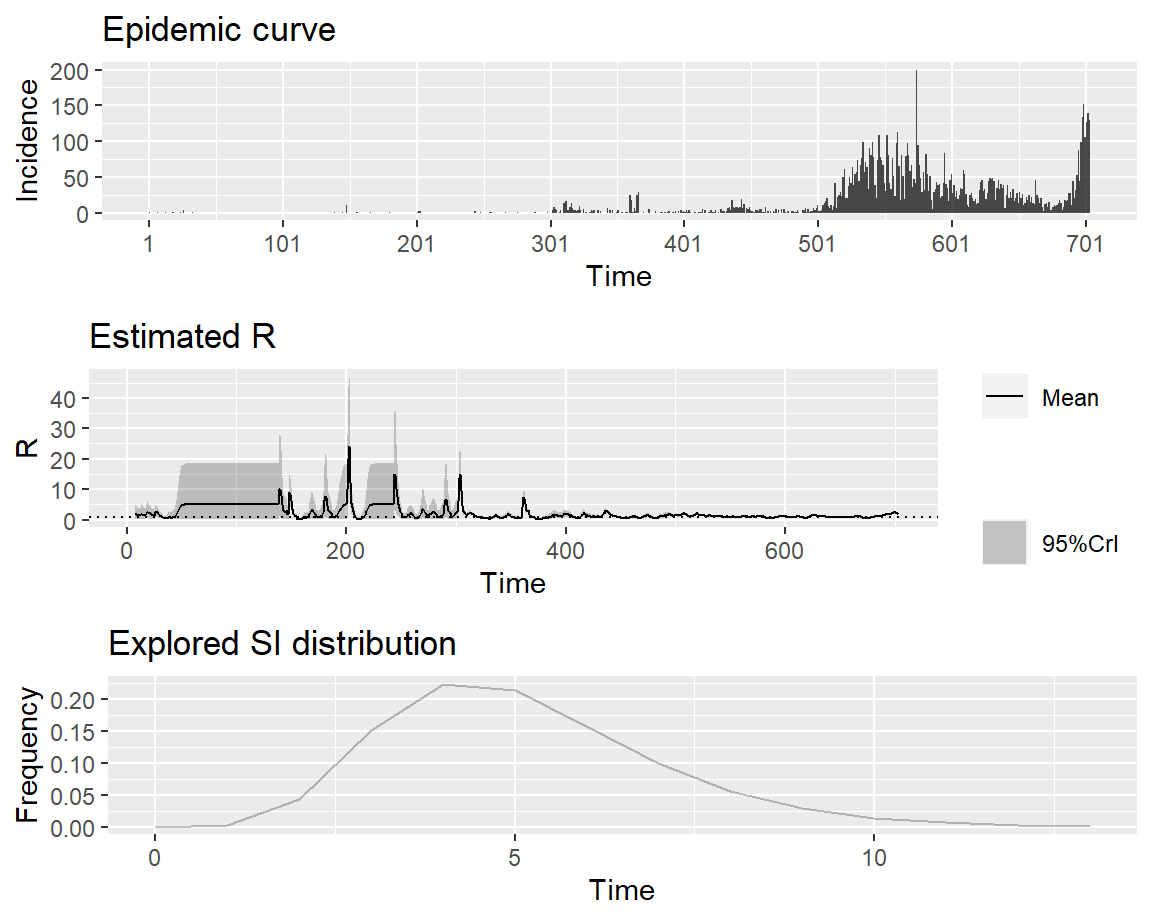 Epidemic curve
200
150
100
50
0
Incidence
1 101 201 301 401 501 601 701
Time
Estimated R
40
30
20
10
0
R
0 200 400 600
Time
Mean
95%CrI
Explored SI distribution
0.20
0.15
0.10
0.05
0.00
Frequency
0 5 10
Time